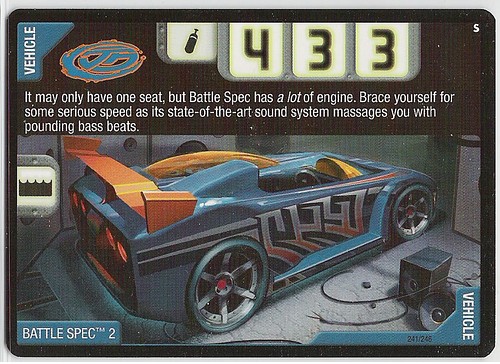 VEHICLE
S
4 3 3
It may only have one seat, but Battle Spec has a lot of engine. Brace yourself for
some serious speed as its state-of-the-art sound system massages you with
pounding bass beats.
BATTLE SPEC™ 2
241/246
VEHICLE